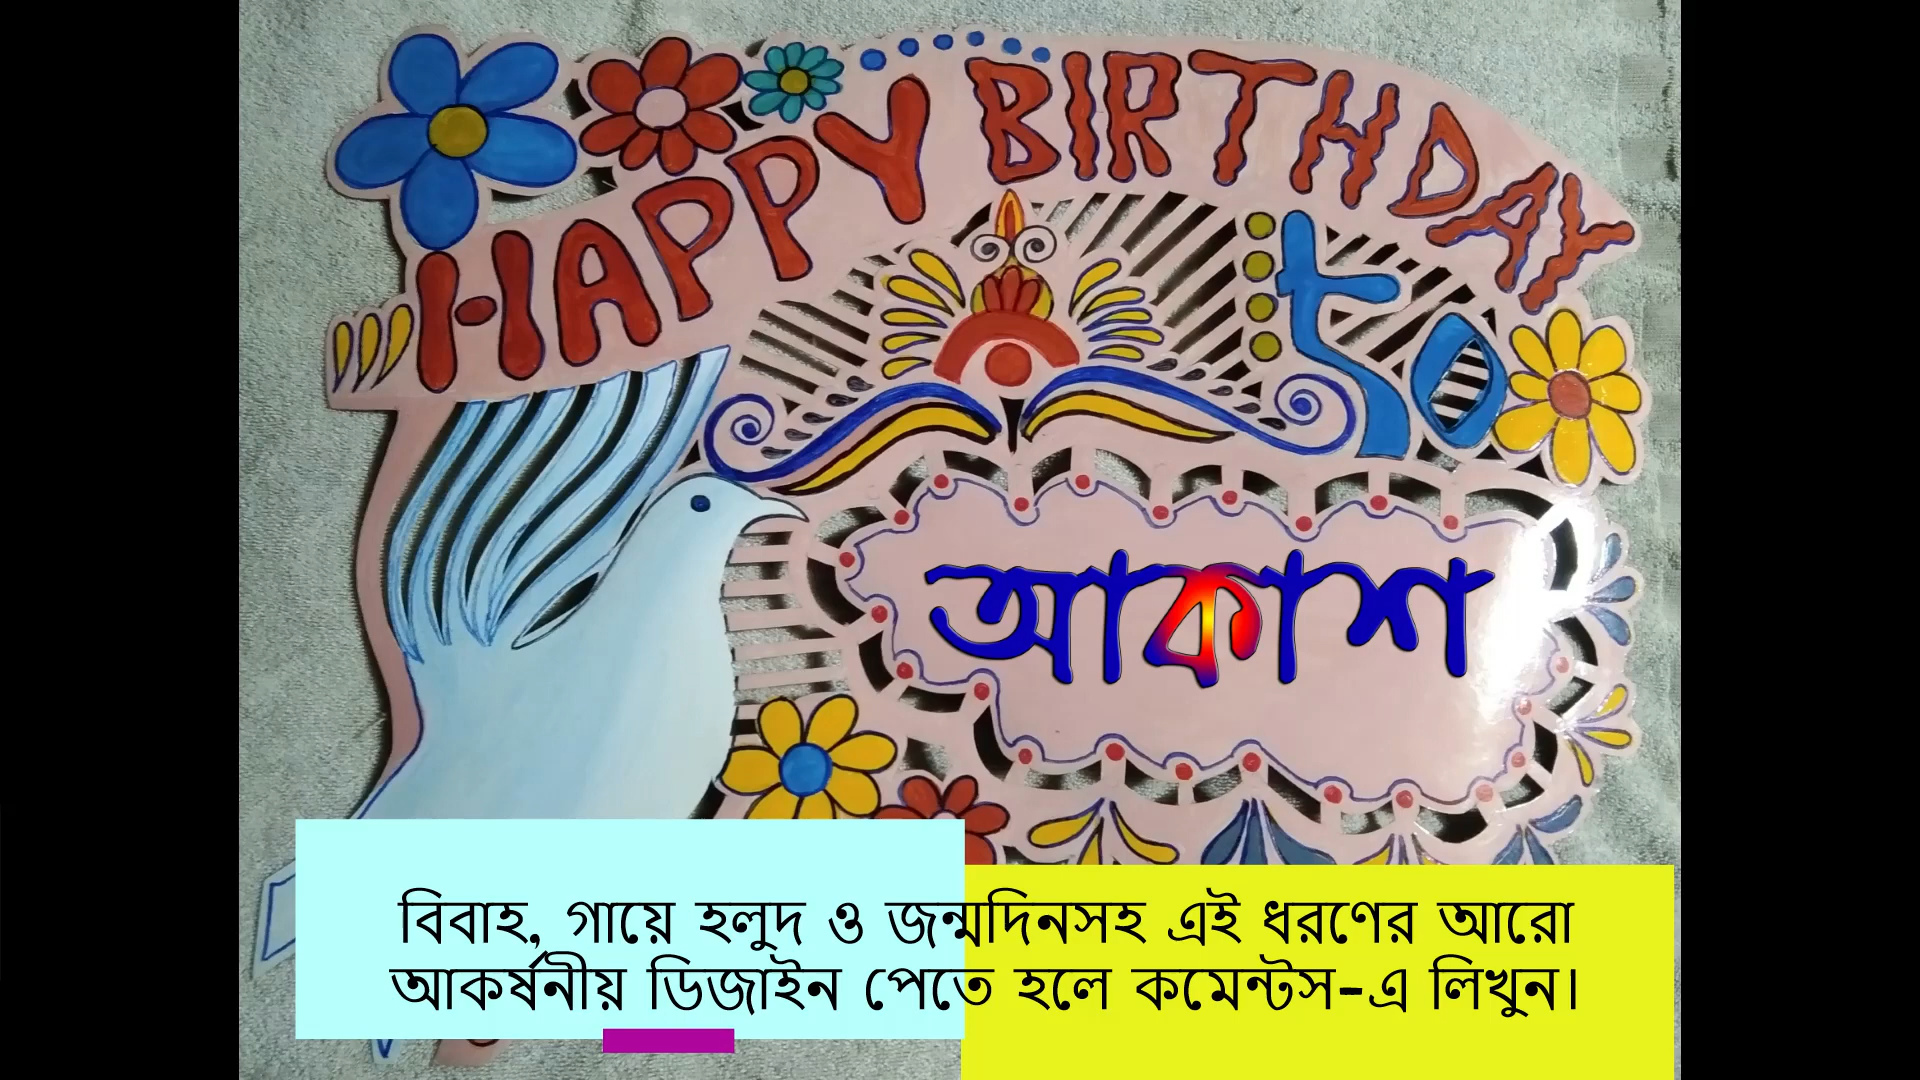 HAPPY BIRTHDAY
to
আকাশ
বিবাহ, গায়ে হলুদ ও জন্মদিনসহ এই ধরণের আরো
আকর্ষনীয় ডিজাইন পেতে হলে কমেন্টস-এ লিখুন।